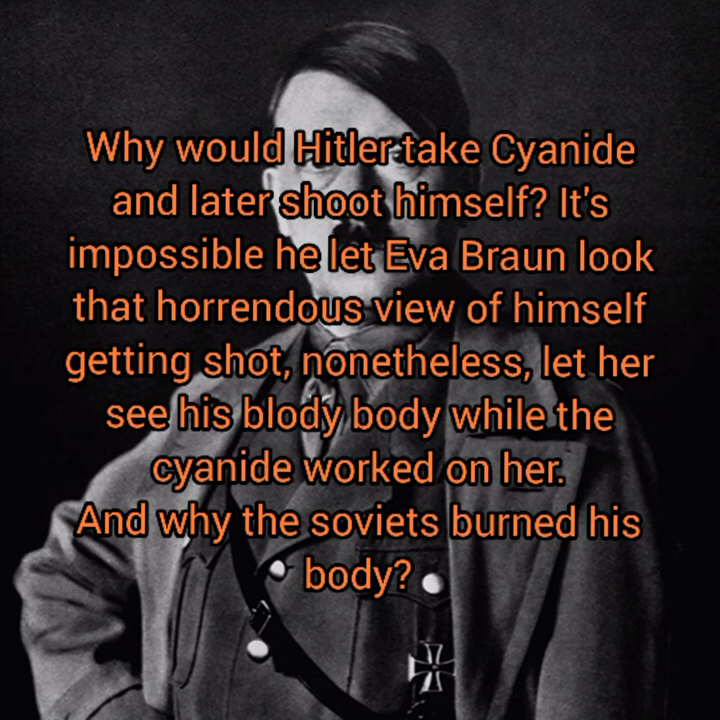 Why would Hitler take Cyanide
and later shoot himself? It's
impossible he let Eva Braun look
that horrendous view of himself
getting shot, nonetheless, let her
see his blody body while the
cyanide worked on her.
And why the soviets burned his
body?